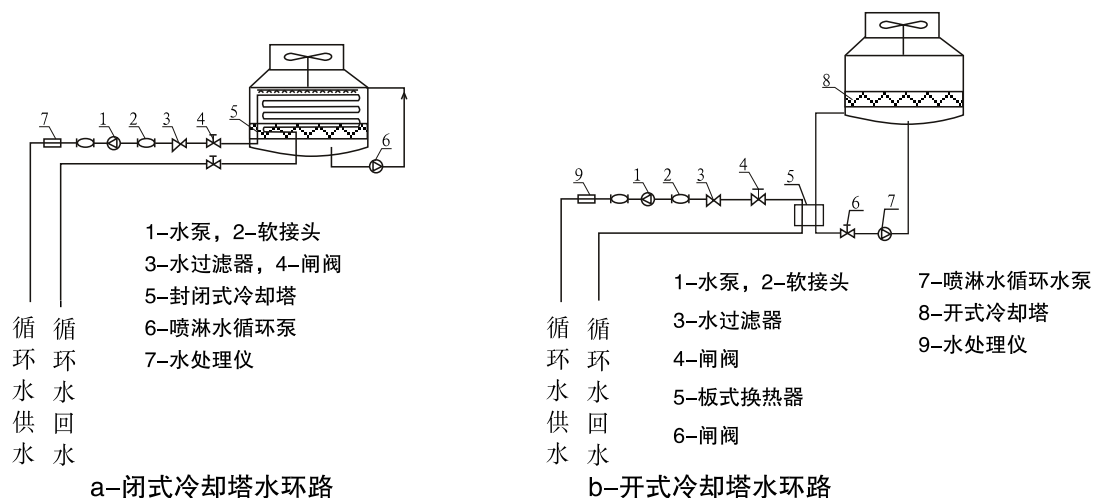 7
1
2
3
4
5
6
1-水泵，2-软接头
3-水过滤器，4-闸阀
5-封闭式冷却塔
6-喷淋水循环泵
7-水处理仪
循环水供水
循环水回水
a-闭式冷却塔水环路
8
9
1
2
3
4
5
6
7
1-水泵，2-软接头
3-水过滤器
4-闸阀
5-板式换热器
6-闸阀
7-喷淋水循环水泵
8-开式冷却塔
9-水处理仪
循环水供水
循环水回水
b-开式冷却塔水环路